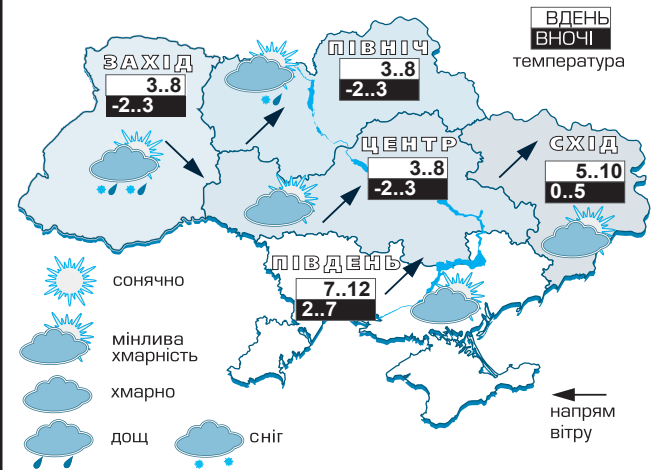 ВДЕНЬ
ВНОЧІ
температура
ЗАХІД
3..8
-2..3
ПІВНІЧ
3..8
-2..3
ЦЕНТР
3..8
-2..3
СХІД
5..10
0..5
ПІВДЕНЬ
7..12
2..7
сонячно
мінлива
хмарність
хмарно
дощ
сніг
напрям
вітру